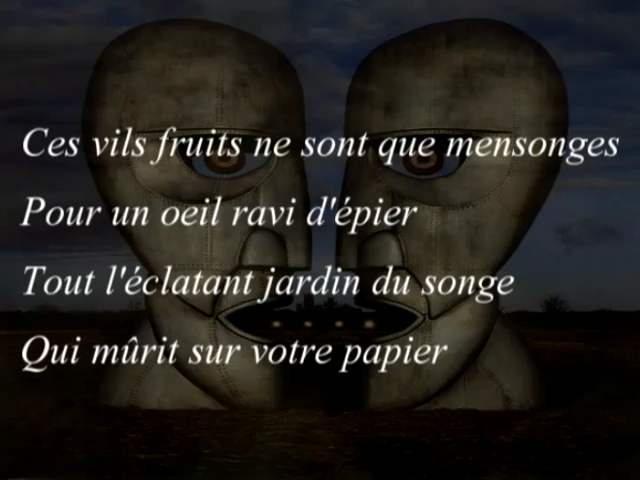 Ces vils fruits ne sont que mensonges
Pour un oeil ravi d'épier
Tout l'éclatant jardin du songe
Qui mûrit sur votre papier